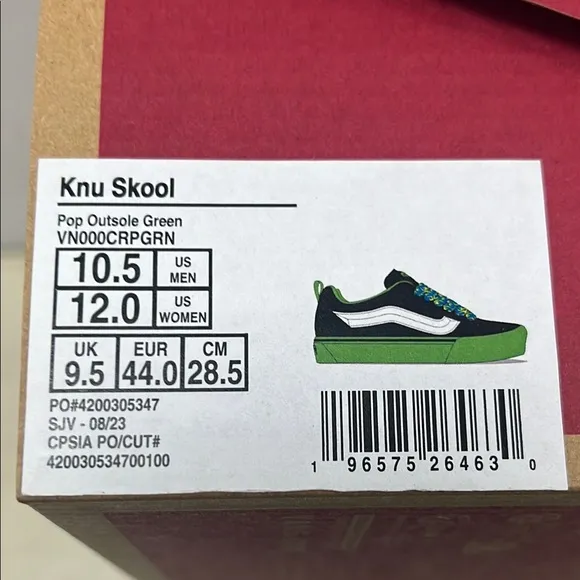 Knu Skool
Pop Outsole Green
VN000CRPGRN
10.5 US MEN
12.0 US WOMEN
UK 9.5 EUR 44.0 CM 28.5
PO#4200305347
SJV - 08/23
CPSIA PO/CUT#
420030534700100
1 96575 26463 0